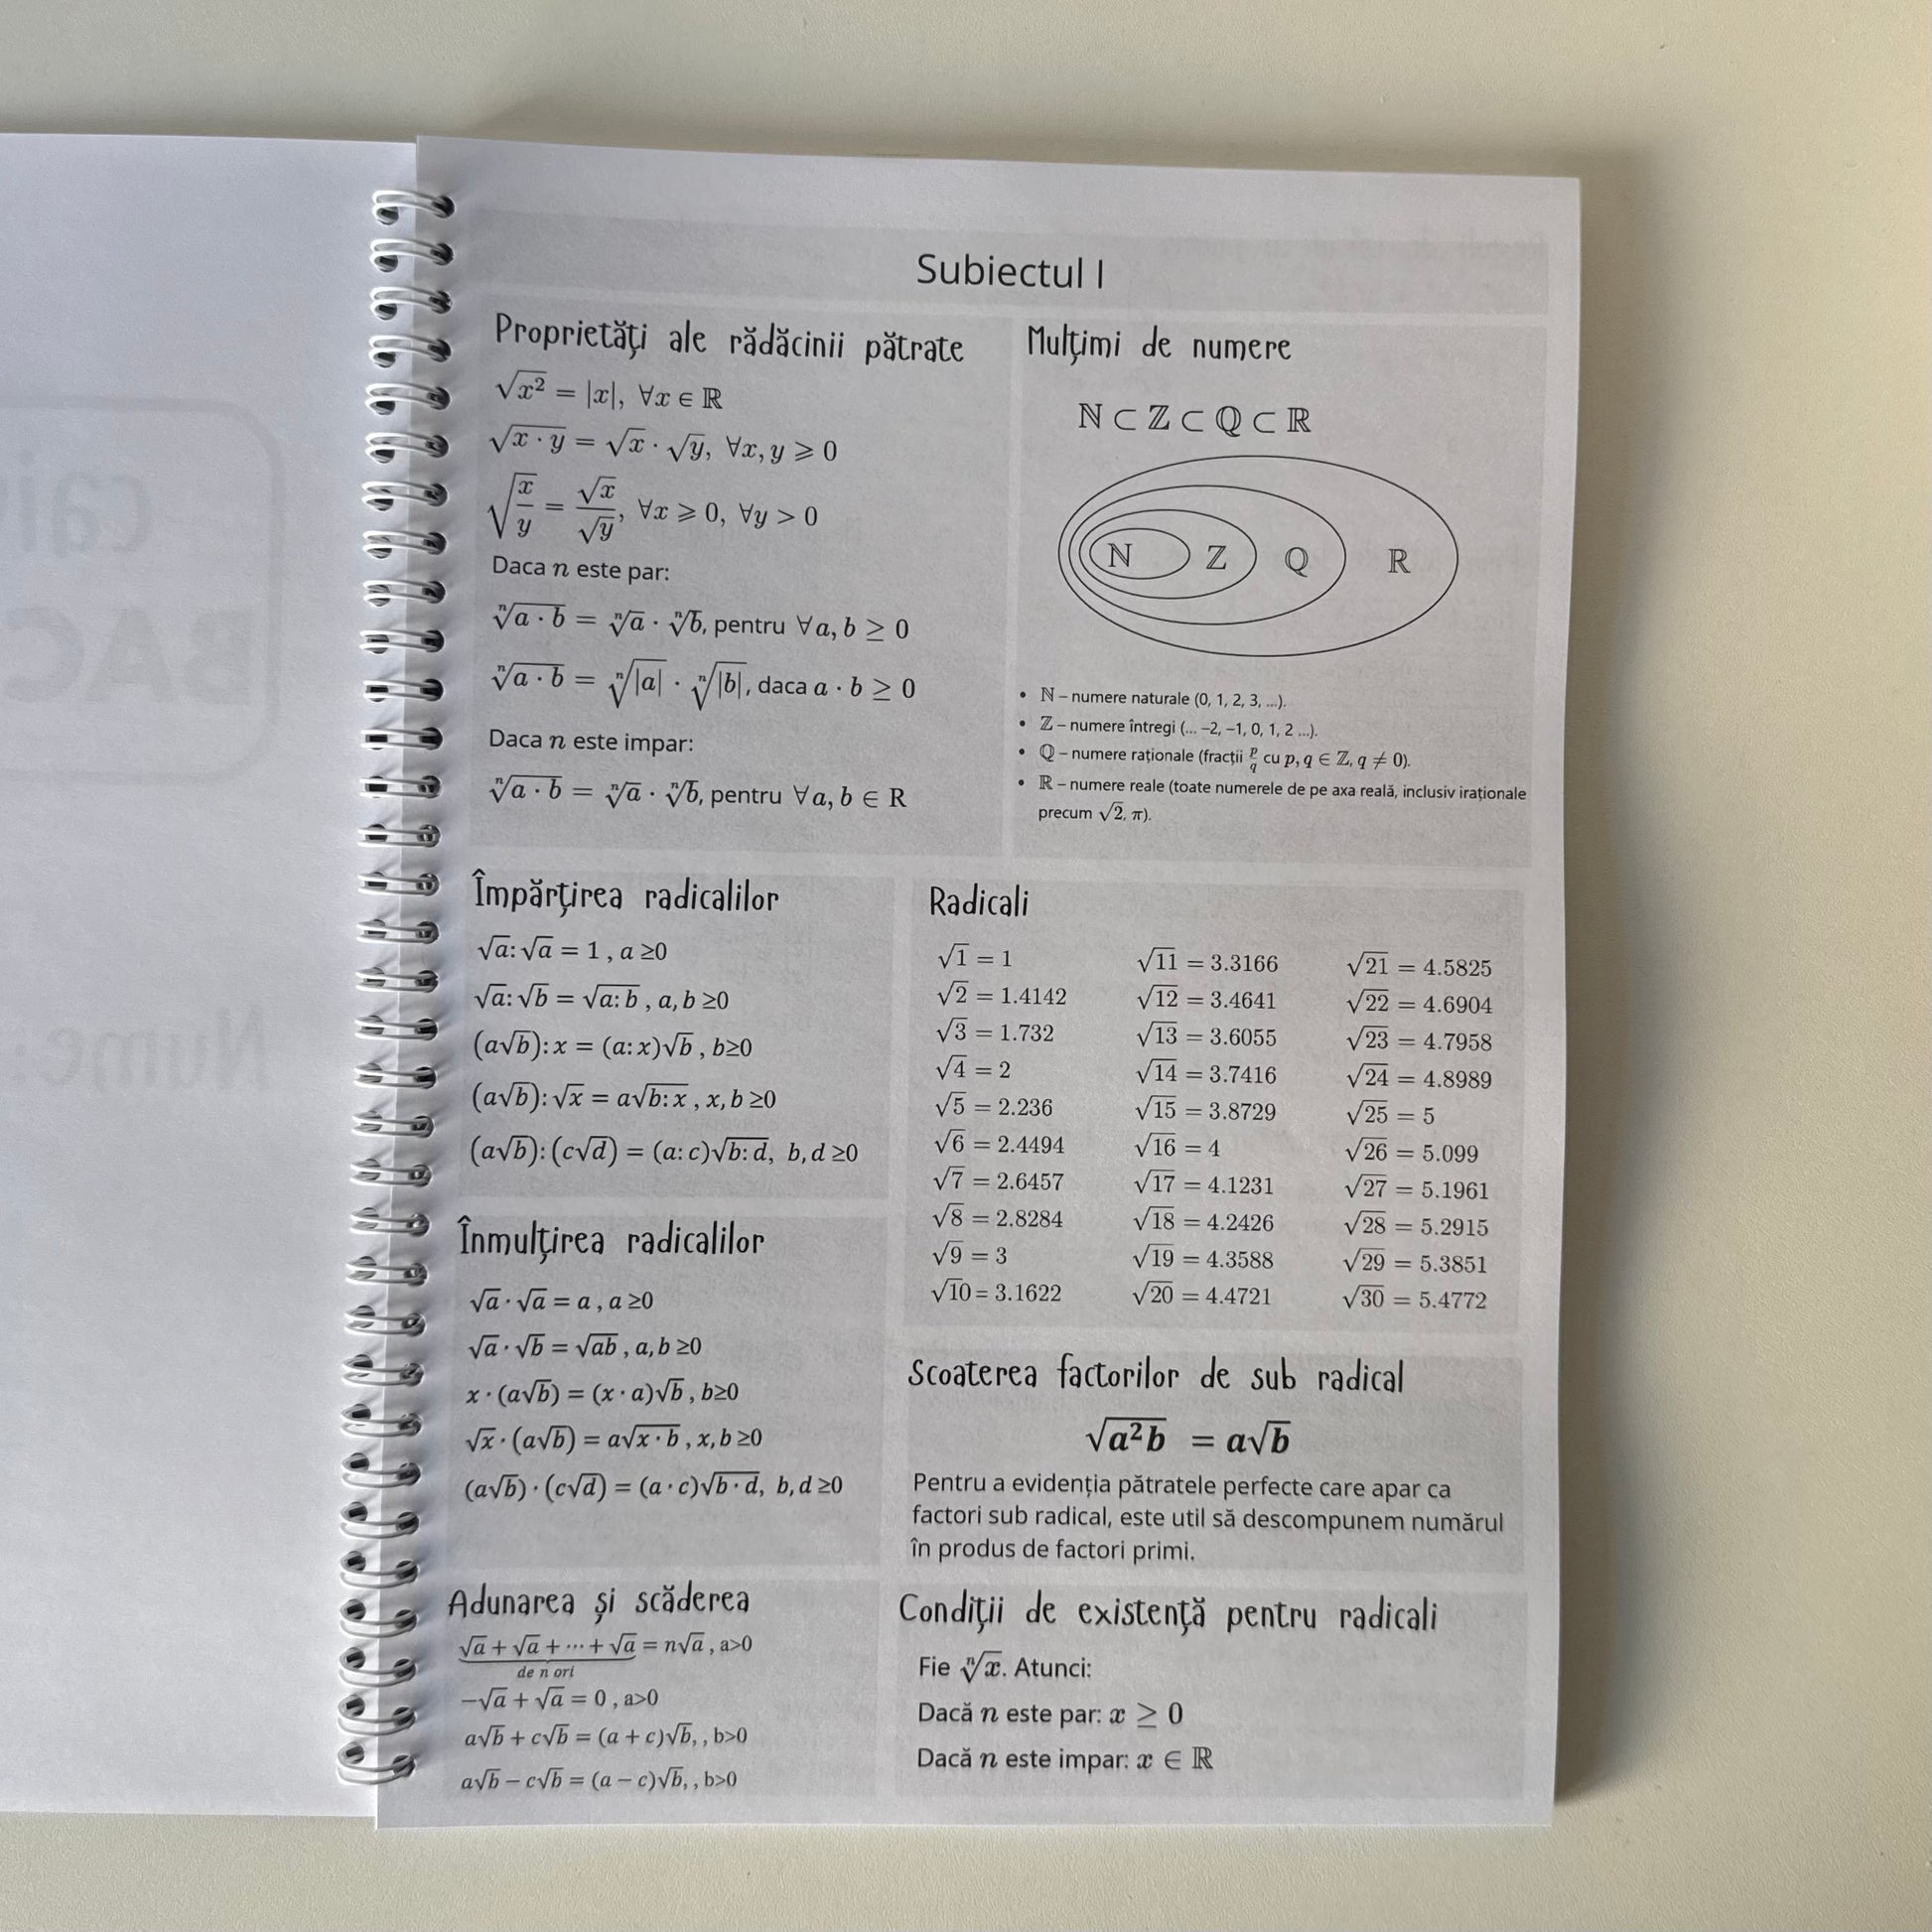 Subiectul I
Proprietăți ale rădăcinii pătrate
√x² = |x|, ∀x ∈ ℝ
√x · y = √x · √y, ∀x, y ⩾ 0
√x/y = √x/√y, ∀x ⩾ 0, ∀y > 0
Daca n este par:
ⁿ√a · b = ⁿ√a · ⁿ√b, pentru ∀a, b ≥ 0
ⁿ√a · b = ⁿ√|a| · ⁿ√|b|, daca a · b ≥ 0
Daca n este impar:
ⁿ√a · b = ⁿ√a · ⁿ√b, pentru ∀a, b ∈ R
Mulțimi de numere
ℕ ⊂ ℤ ⊂ ℚ ⊂ ℝ
ℕ ℤ ℚ ℝ
• ℕ – numere naturale (0, 1, 2, 3, ...).
• ℤ – numere întregi (... –2, –1, 0, 1, 2 ...).
• ℚ – numere raționale (fracții p/q cu p, q ∈ ℤ, q ≠ 0).
• ℝ – numere reale (toate numerele de pe axa reală, inclusiv iraționale
precum √2, π).
Împărțirea radicalilor
√a:√a = 1 , a ≥0
√a:√b = √a:b , a,b ≥0
(a√b):x = (a:x)√b , b≥0
(a√b):√x = a√b:x , x,b ≥0
(a√b):(c√d) = (a:c)√b:d, b,d ≥0
Radicali
√1 = 1
√2 = 1.4142
√3 = 1.732
√4 = 2
√5 = 2.236
√6 = 2.4494
√7 = 2.6457
√8 = 2.8284
√9 = 3
√10 = 3.1622
√11 = 3.3166
√12 = 3.4641
√13 = 3.6055
√14 = 3.7416
√15 = 3.8729
√16 = 4
√17 = 4.1231
√18 = 4.2426
√19 = 4.3588
√20 = 4.4721
√21 = 4.5825
√22 = 4.6904
√23 = 4.7958
√24 = 4.8989
√25 = 5
√26 = 5.099
√27 = 5.1961
√28 = 5.2915
√29 = 5.3851
√30 = 5.4772
Înmulțirea radicalilor
√a · √a = a , a ≥0
√a · √b = √ab , a,b ≥0
x · (a√b) = (x · a)√b , b≥0
√x · (a√b) = a√x · b , x,b ≥0
(a√b) · (c√d) = (a · c)√b · d, b,d ≥0
Scoaterea factorilor de sub radical
√a²b = a√b
Pentru a evidenția pătratele perfecte care apar ca
factori sub radical, este util să descompunem numărul
în produs de factori primi.
Adunarea și scăderea
√a + √a + ⋯ + √a = n√a , a>0
de n ori
−√a + √a = 0 , a>0
a√b + c√b = (a + c)√b, , b>0
a√b − c√b = (a − c)√b, , b>0
Condiții de existență pentru radicali
Fie ⁿ√x. Atunci:
Dacă n este par: x ≥ 0
Dacă n este impar: x ∈ ℝ